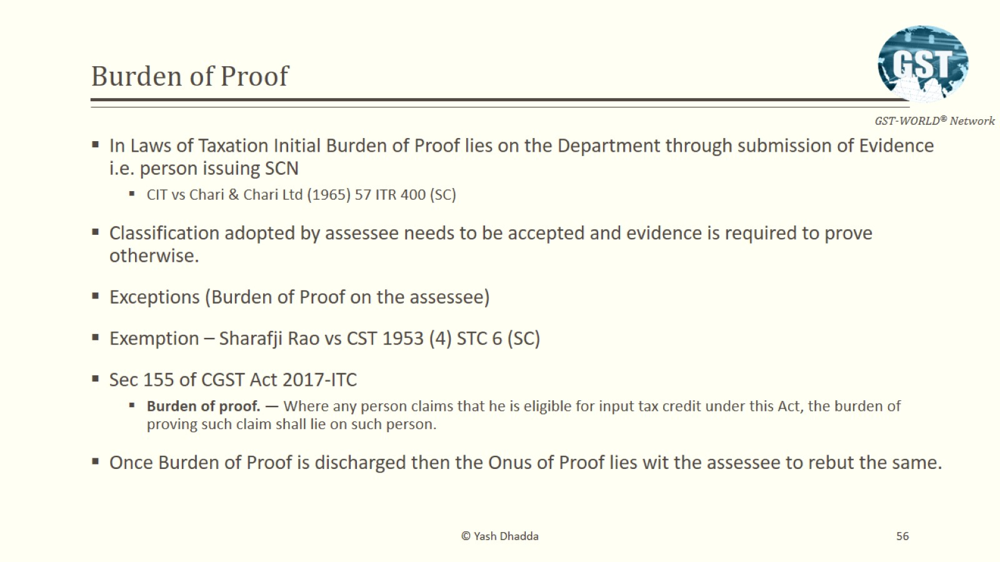 GST
Burden of Proof
GST-WORLD® Network
▪ In Laws of Taxation Initial Burden of Proof lies on the Department through submission of Evidence
i.e. person issuing SCN
▪ CIT vs Chari & Chari Ltd (1965) 57 ITR 400 (SC)
▪ Classification adopted by assessee needs to be accepted and evidence is required to prove
otherwise.
▪ Exceptions (Burden of Proof on the assessee)
▪ Exemption – Sharafji Rao vs CST 1953 (4) STC 6 (SC)
▪ Sec 155 of CGST Act 2017-ITC
▪ Burden of proof. — Where any person claims that he is eligible for input tax credit under this Act, the burden of
proving such claim shall lie on such person.
▪ Once Burden of Proof is discharged then the Onus of Proof lies wit the assessee to rebut the same.
© Yash Dhadda
56